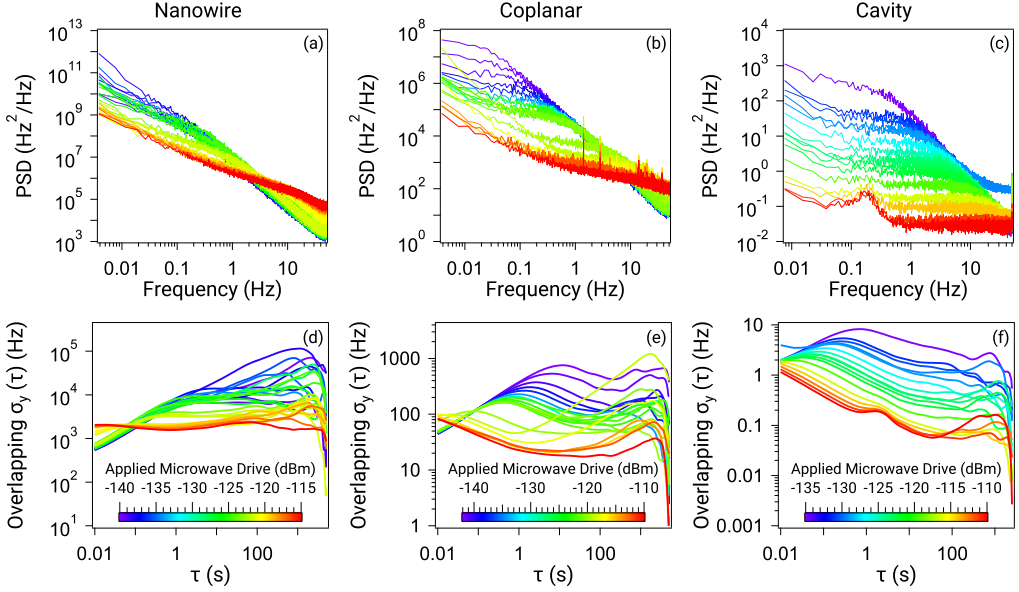 Nanowire
Coplanar
Cavity
(a)
(b)
(c)
PSD (Hz²/Hz)
10¹³
10¹¹
10⁹
10⁷
10⁵
10³
0.01 0.1 1 10
Frequency (Hz)
PSD (Hz²/Hz)
10⁸
10⁶
10⁴
10²
10⁰
0.01 0.1 1 10
Frequency (Hz)
PSD (Hz²/Hz)
10⁴
10³
10²
10¹
10⁰
10⁻¹
10⁻²
0.01 0.1 1 10
Frequency (Hz)
(d)
Overlapping σy (τ) (Hz)
10⁵
10⁴
10³
10²
10¹
Applied Microwave Drive (dBm)
-140 -135 -130 -125 -120 -115
0.01 1 100
τ (s)
(e)
Overlapping σy (τ) (Hz)
1000
100
10
1
Applied Microwave Drive (dBm)
-140 -130 -120 -110
0.01 1 100
τ (s)
(f)
Overlapping σy (τ) (Hz)
10
1
0.1
0.01
0.001
Applied Microwave Drive (dBm)
-135 -130 -125 -120 -115 -110
0.01 1 100
τ (s)